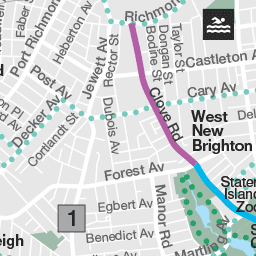 Richmond
Faber
Port Richmond
Heberton Av
Jewett Av
Rector St
Bodine St
Dongan St
Taylor St
Castleton Av
Post Av
Cary Av
Decker Av
Clove Rd
Cortlandt St
Dubois Av
West
New
Brighton
Forest Av
Staten
Island
Zoo
Egbert Av
Manor Rd
1
Benedict Av
Martling Av